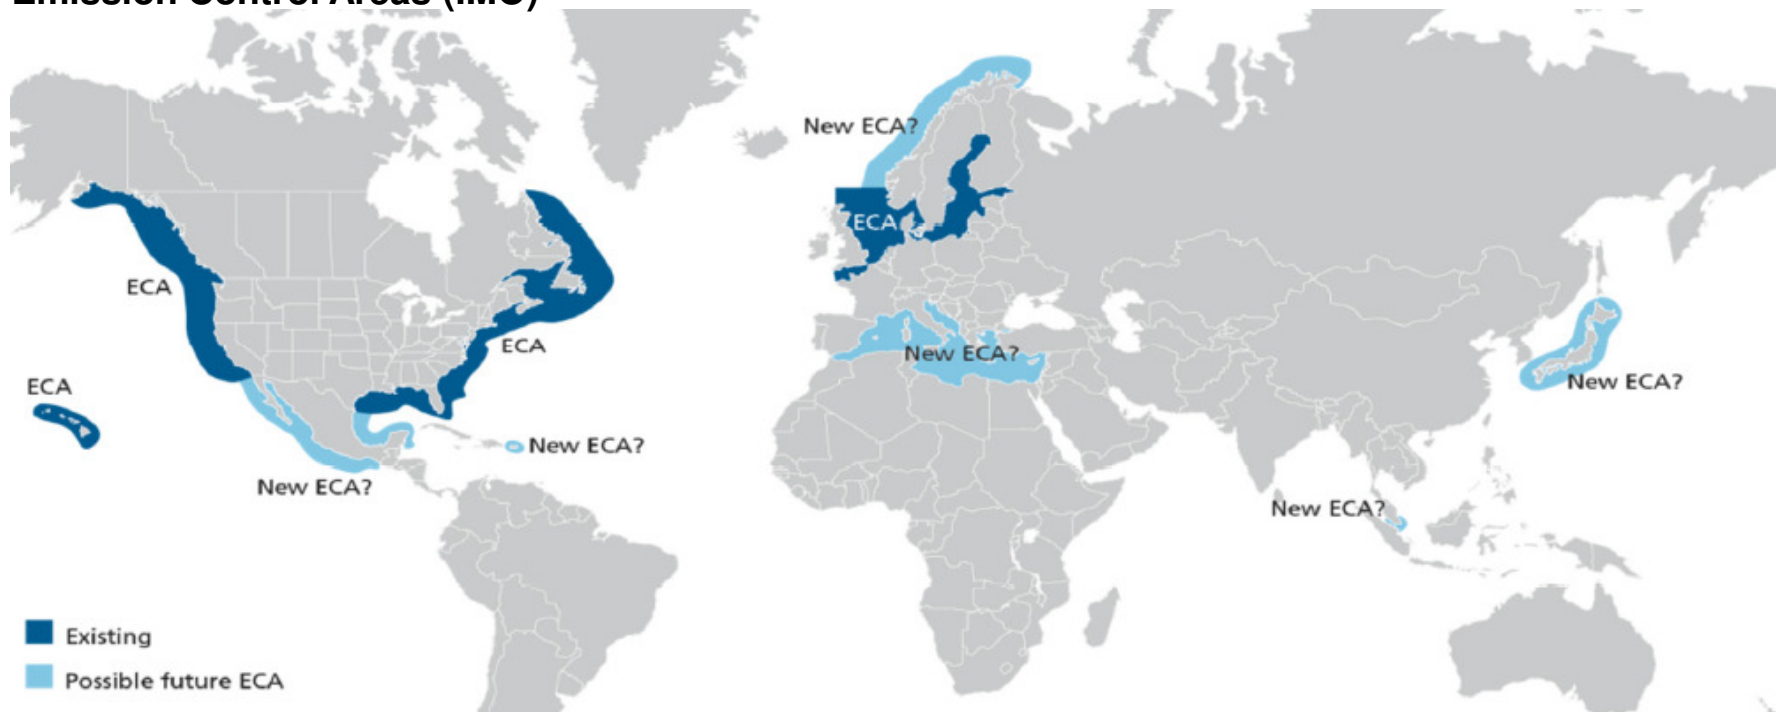 Emission Control Areas (IMO)
New ECA?
ECA
ECA
ECA
New ECA?
ECA
New ECA?
New ECA?
New ECA?
New ECA?
Existing
Possible future ECA